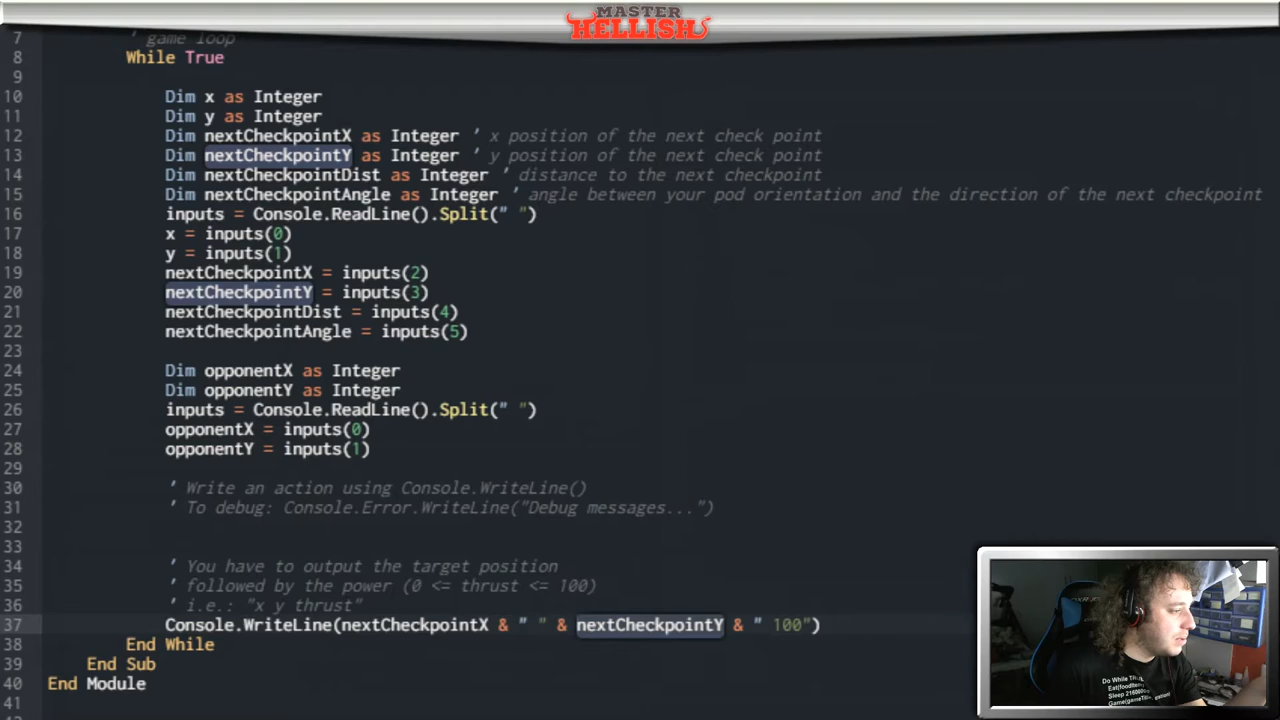 MASTER
HELLISH
7 ' game loop
8 While True
9
10 Dim x as Integer
11 Dim y as Integer
12 Dim nextCheckpointX as Integer ' x position of the next check point
13 Dim nextCheckpointY as Integer ' y position of the next check point
14 Dim nextCheckpointDist as Integer ' distance to the next checkpoint
15 Dim nextCheckpointAngle as Integer ' angle between your pod orientation and the direction of the next checkpoint
16 inputs = Console.ReadLine().Split(" ")
17 x = inputs(0)
18 y = inputs(1)
19 nextCheckpointX = inputs(2)
20 nextCheckpointY = inputs(3)
21 nextCheckpointDist = inputs(4)
22 nextCheckpointAngle = inputs(5)
23
24 Dim opponentX as Integer
25 Dim opponentY as Integer
26 inputs = Console.ReadLine().Split(" ")
27 opponentX = inputs(0)
28 opponentY = inputs(1)
29
30 ' Write an action using Console.WriteLine()
31 ' To debug: Console.Error.WriteLine("Debug messages...")
32
33
34 ' You have to output the target position
35 ' followed by the power (0 <= thrust <= 100)
36 ' i.e.: "x y thrust"
37 Console.WriteLine(nextCheckpointX & " " & nextCheckpointY & " 100")
38 End While
39 End Sub
40 End Module
41
Do While
Eat(foodItem)